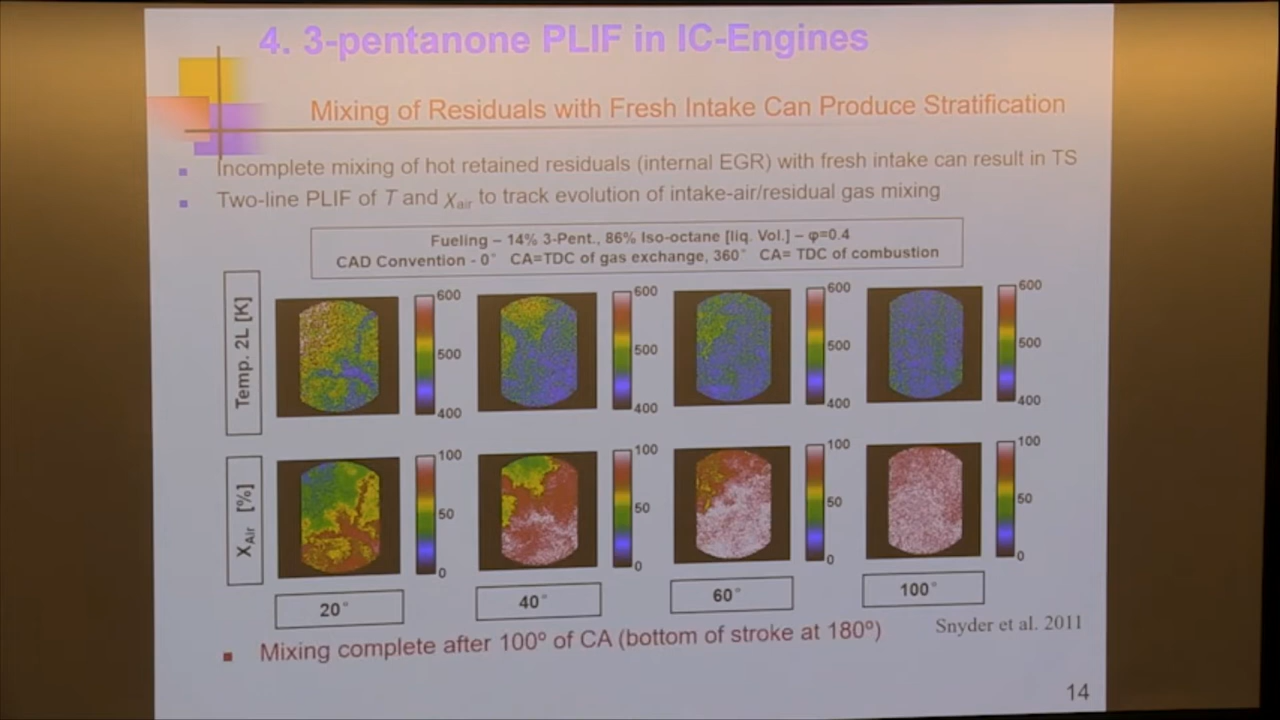 4. 3-pentanone PLIF in IC-Engines
Mixing of Residuals with Fresh Intake Can Produce Stratification
Incomplete mixing of hot retained residuals (internal EGR) with fresh intake can result in TS
Two-line PLIF of T and χair to track evolution of intake-air/residual gas mixing
Fueling – 14% 3-Pent., 86% Iso-octane [liq. Vol.] – φ=0.4
CAD Convention - 0° CA=TDC of gas exchange, 360° CA= TDC of combustion
Temp. 2L [K]
600
500
400
600
500
400
600
500
400
600
500
400
XAir [%]
100
50
0
100
50
0
100
50
0
100
50
0
20°
40°
60°
100°
Snyder et al. 2011
Mixing complete after 100º of CA (bottom of stroke at 180º)
14